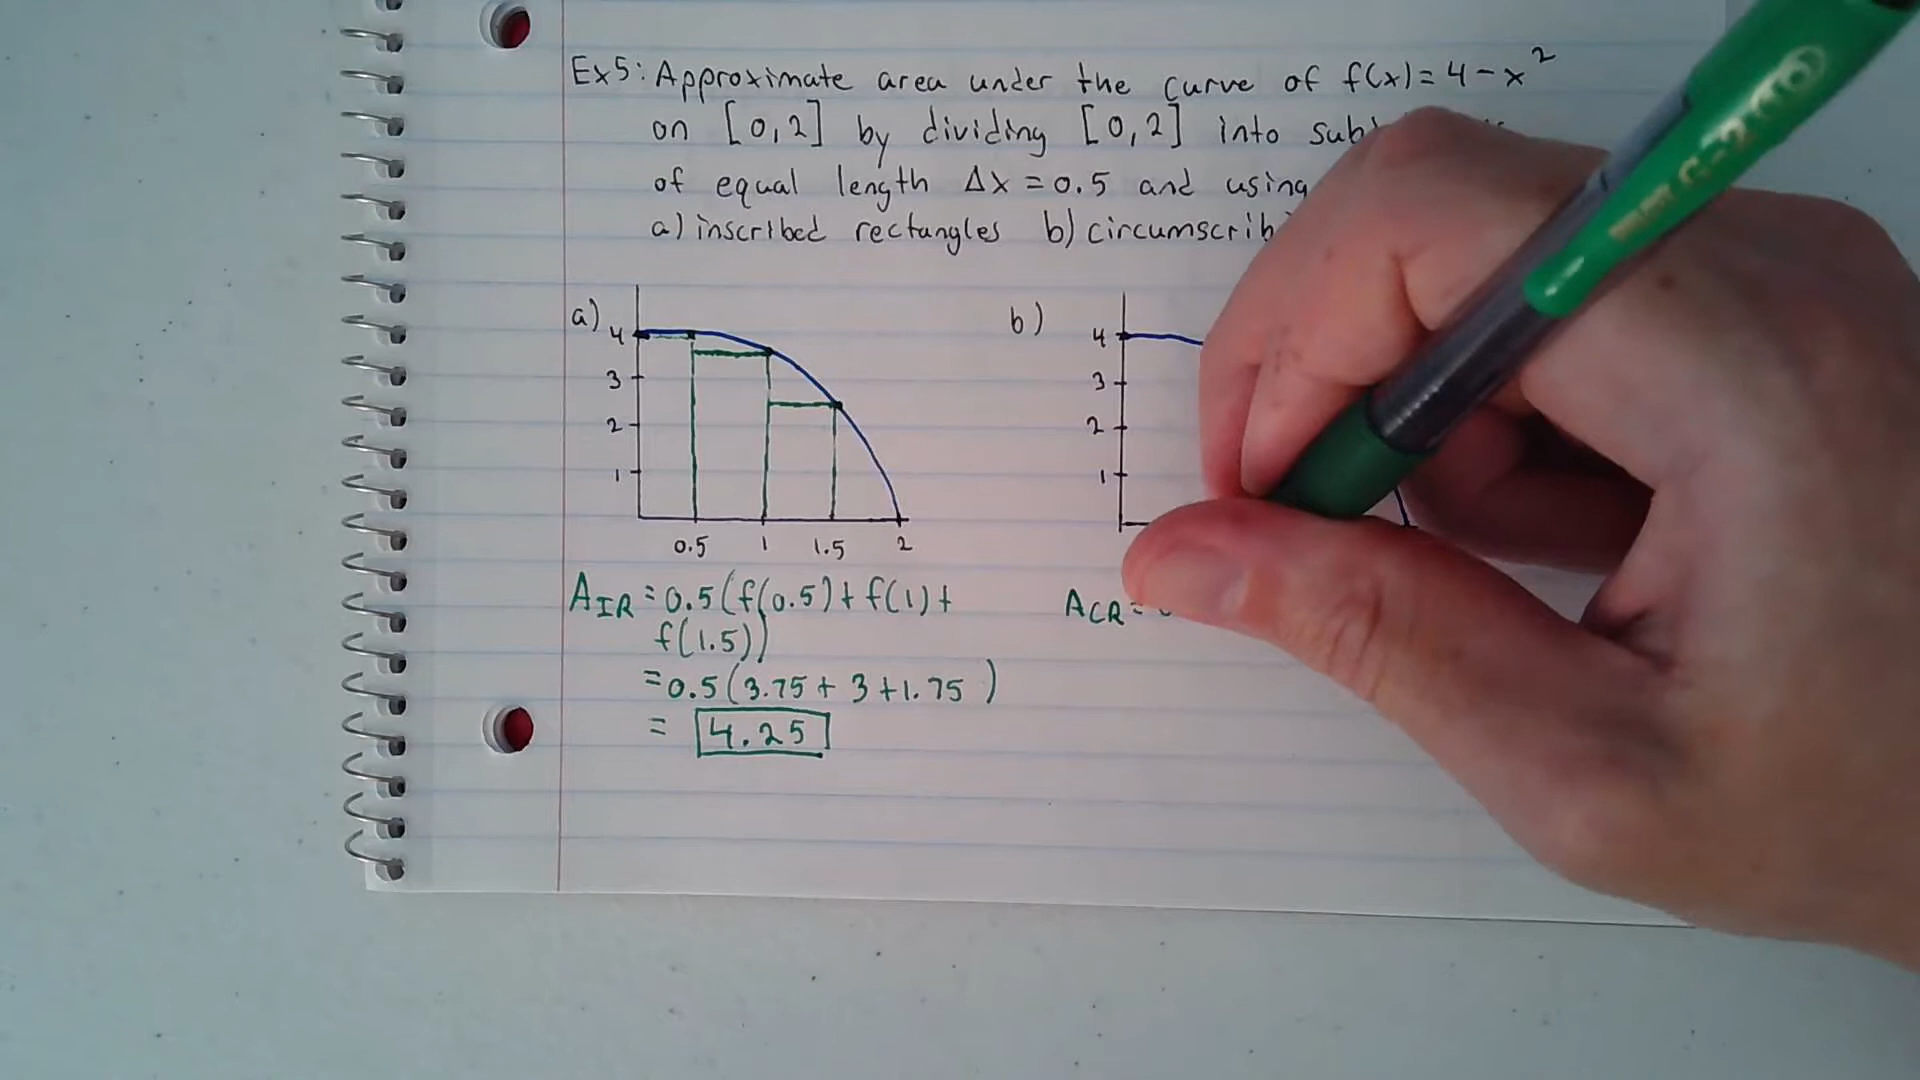 Ex5: Approximate area under the curve of f(x) = 4 - x²
on [0,2] by dividing [0,2] into
of equal length Δx = 0.5 and using
a) inscribed rectangles b)
a)
4
3
2
1
0.5 1 1.5 2
A_IR = 0.5(f(0.5) + f(1) +
f(1.5))
= 0.5(3.75 + 3 + 1.75 )
= 4.25
b)
4
3
2
1
A_CR =
G-2 (10)